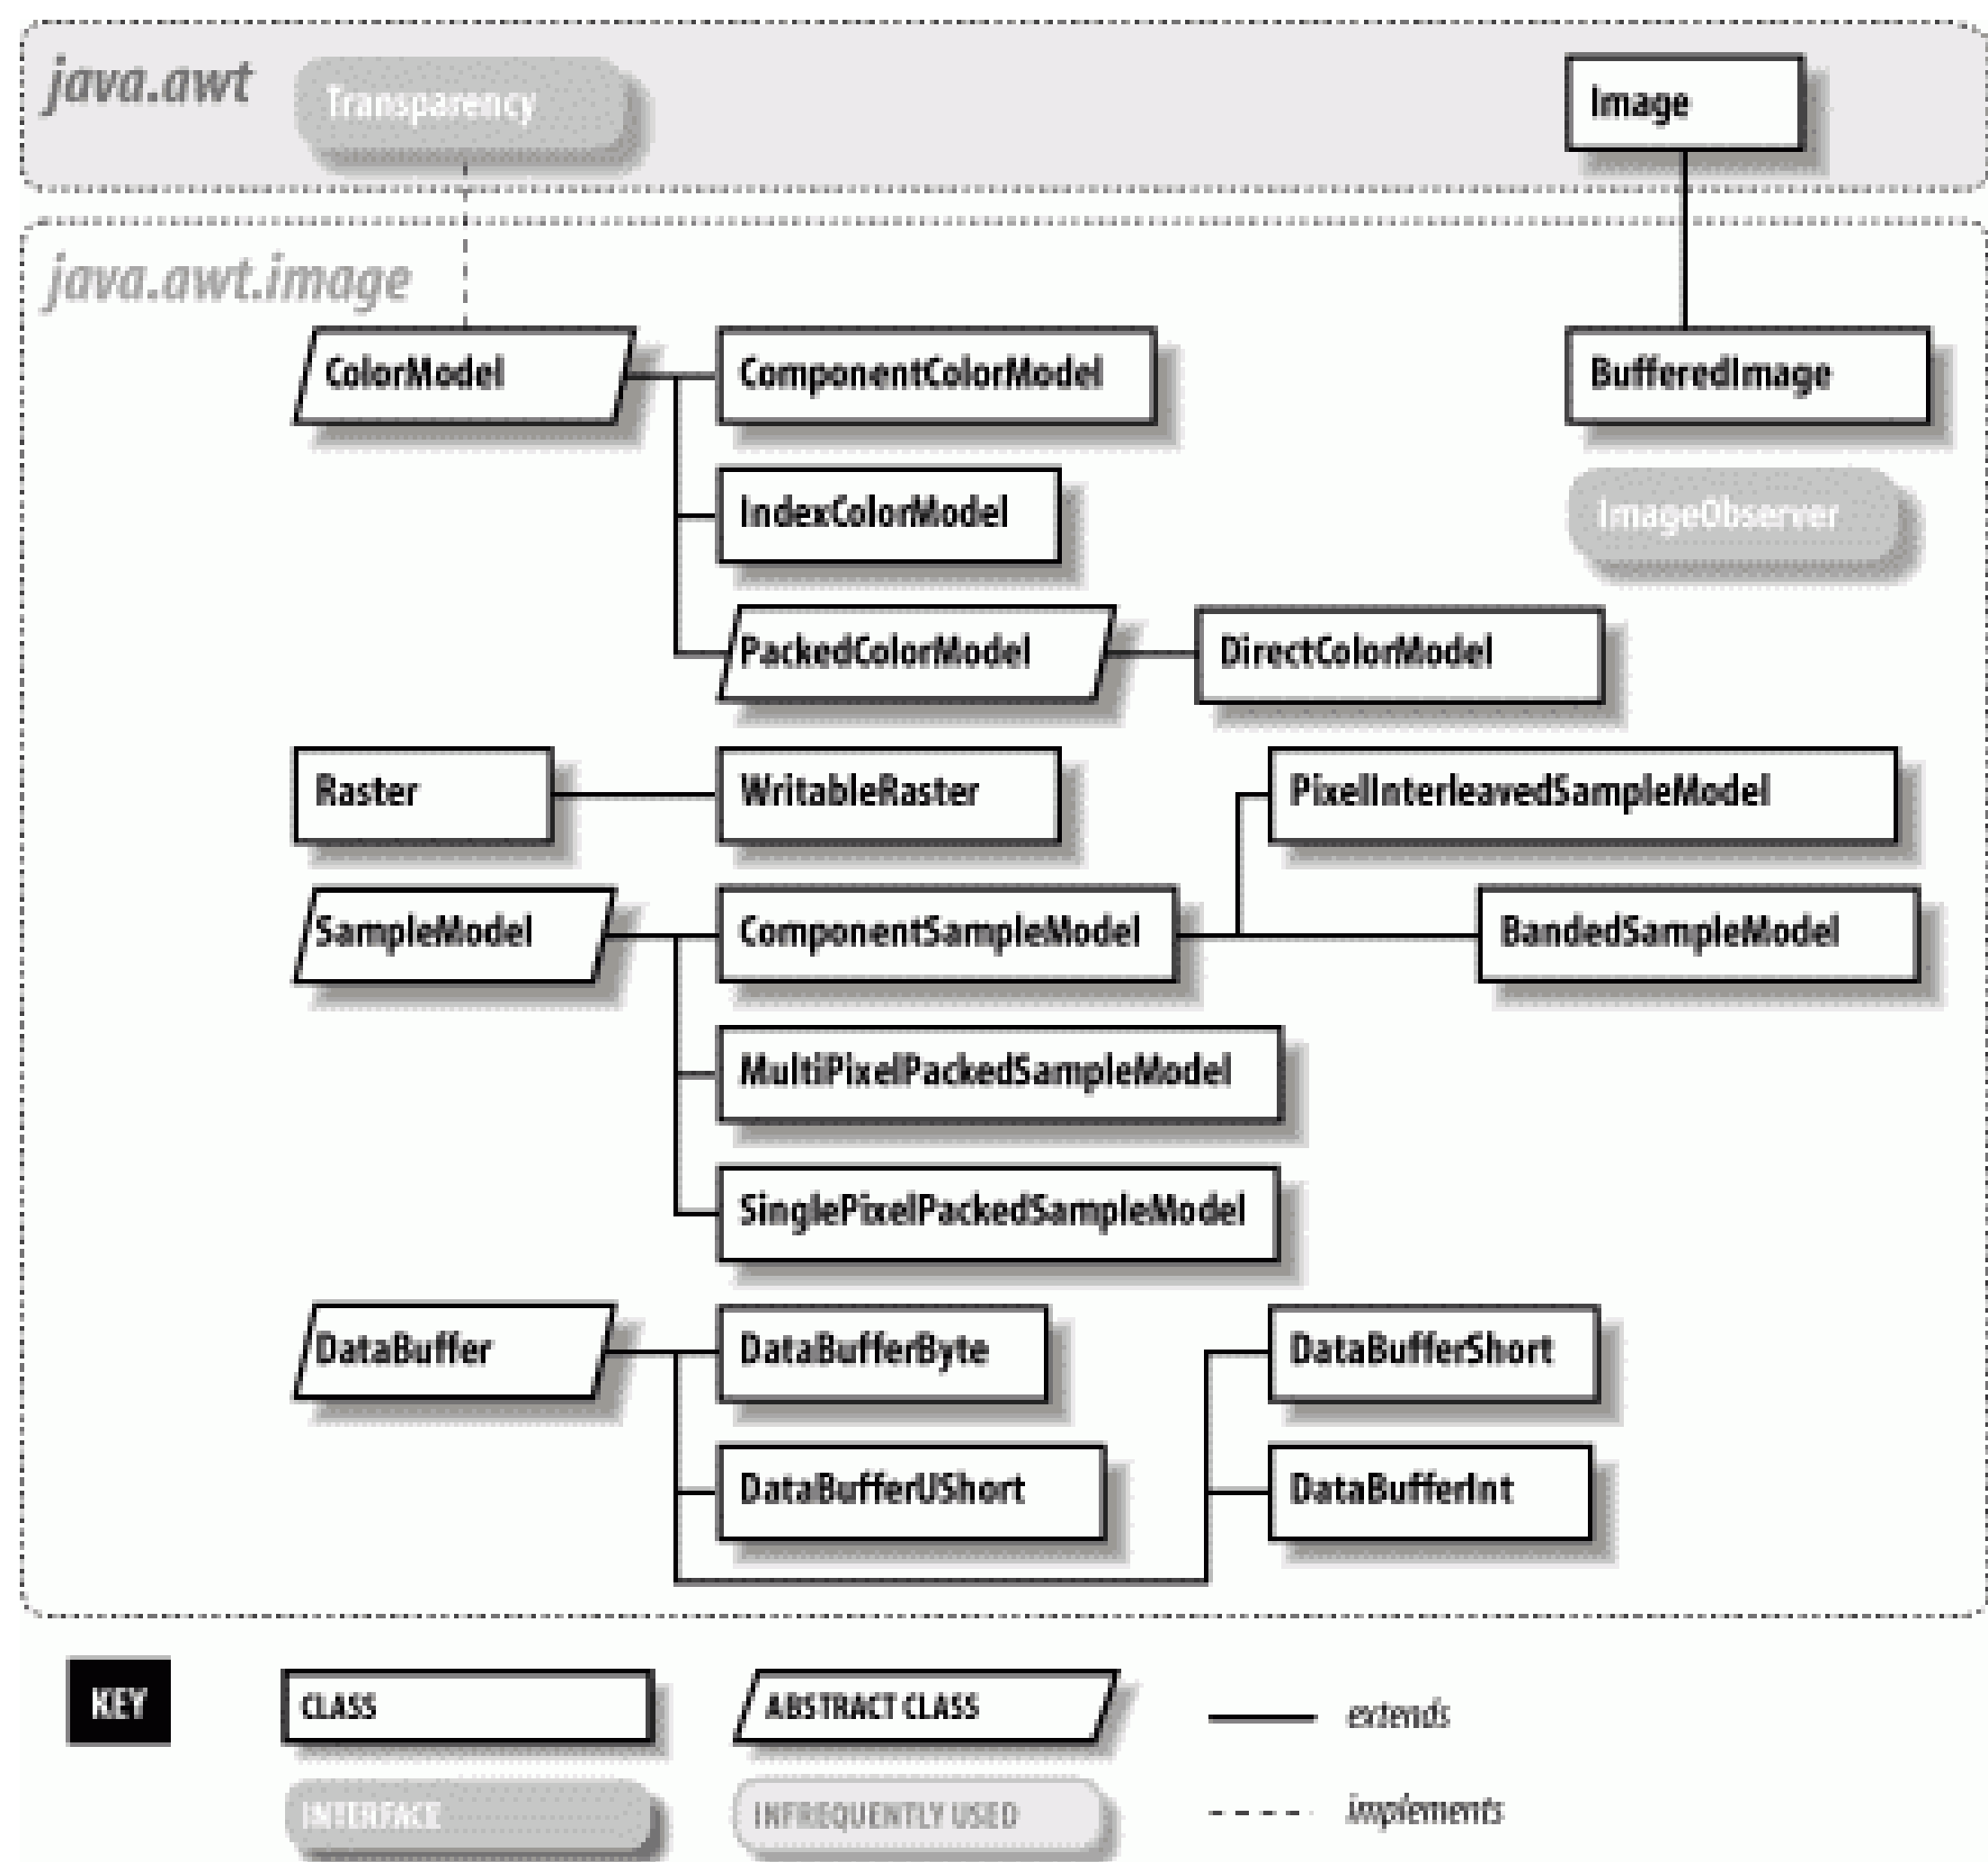 java.awt
Transparency
Image
java.awt.image
ColorModel
ComponentColorModel
BufferedImage
IndexColorModel
ImageObserver
PackedColorModel
DirectColorModel
Raster
WritableRaster
PixelInterleavedSampleModel
SampleModel
ComponentSampleModel
BandedSampleModel
MultiPixelPackedSampleModel
SinglePixelPackedSampleModel
DataBuffer
DataBufferByte
DataBufferShort
DataBufferUShort
DataBufferInt
KEY
CLASS
ABSTRACT CLASS
extends
INTERFACE
INFREQUENTLY USED
implements